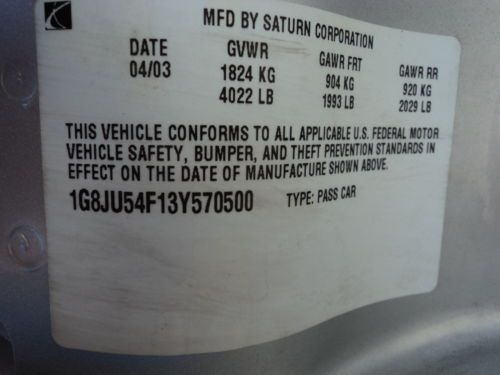 MFD BY SATURN CORPORATION
DATE GVWR GAWR FRT GAWR RR
04/03 1824 KG 904 KG 920 KG
4022 LB 1993 LB 2029 LB
THIS VEHICLE CONFORMS TO ALL APPLICABLE U.S. FEDERAL MOTOR
VEHICLE SAFETY, BUMPER, AND THEFT PREVENTION STANDARDS IN
EFFECT ON THE DATE OF MANUFACTURE SHOWN ABOVE.
1G8JU54F13Y570500 TYPE: PASS CAR